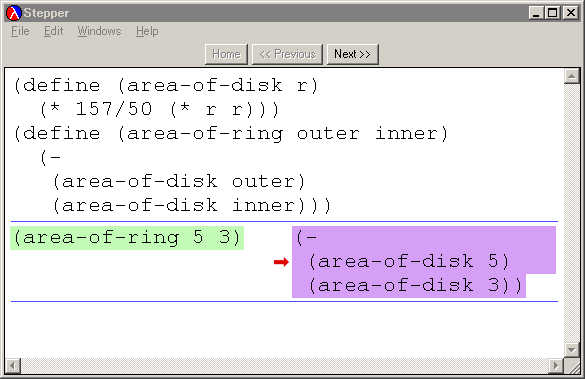 Stepper
File Edit Windows Help
Home << Previous Next >>
(define (area-of-disk r)
(* 157/50 (* r r)))
(define (area-of-ring outer inner)
(-
(area-of-disk outer)
(area-of-disk inner)))
(area-of-ring 5 3)
(-
(area-of-disk 5)
(area-of-disk 3))